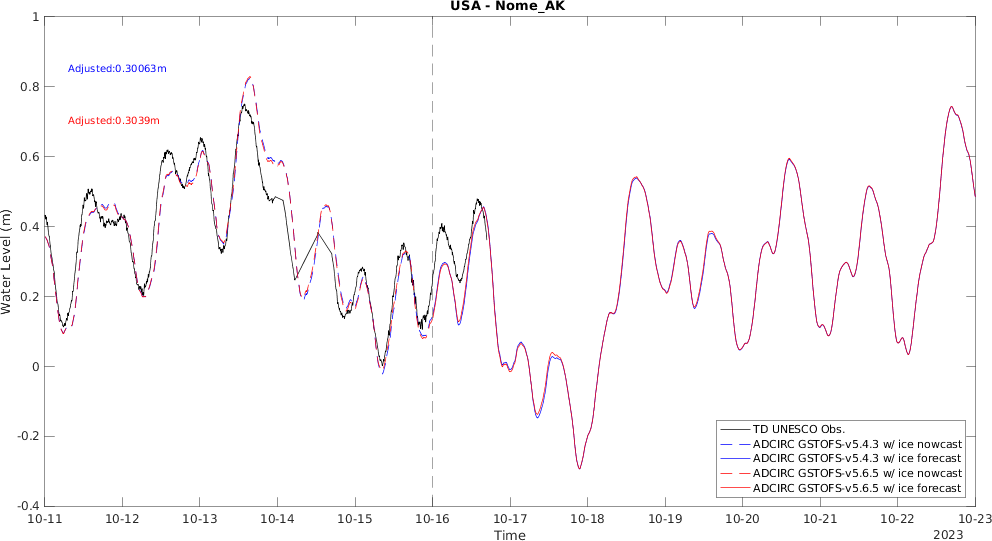 USA - Nome_AK
1
0.8
0.6
0.4
0.2
0
-0.2
-0.4
Water Level (m)
Adjusted:0.30063m
Adjusted:0.3039m
TD UNESCO Obs.
ADCIRC GSTOFS-v5.4.3 w/ ice nowcast
ADCIRC GSTOFS-v5.4.3 w/ ice forecast
ADCIRC GSTOFS-v5.6.5 w/ ice nowcast
ADCIRC GSTOFS-v5.6.5 w/ ice forecast
10-11 10-12 10-13 10-14 10-15 10-16 10-17 10-18 10-19 10-20 10-21 10-22 10-23
Time
2023